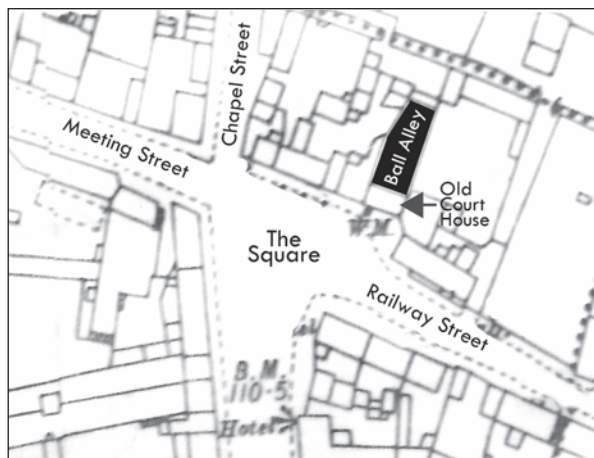 Chapel Street
Meeting Street
Ball Alley
Old
Court
House
W.M.
The
Square
Railway Street
B.M.
110·5
Hotel